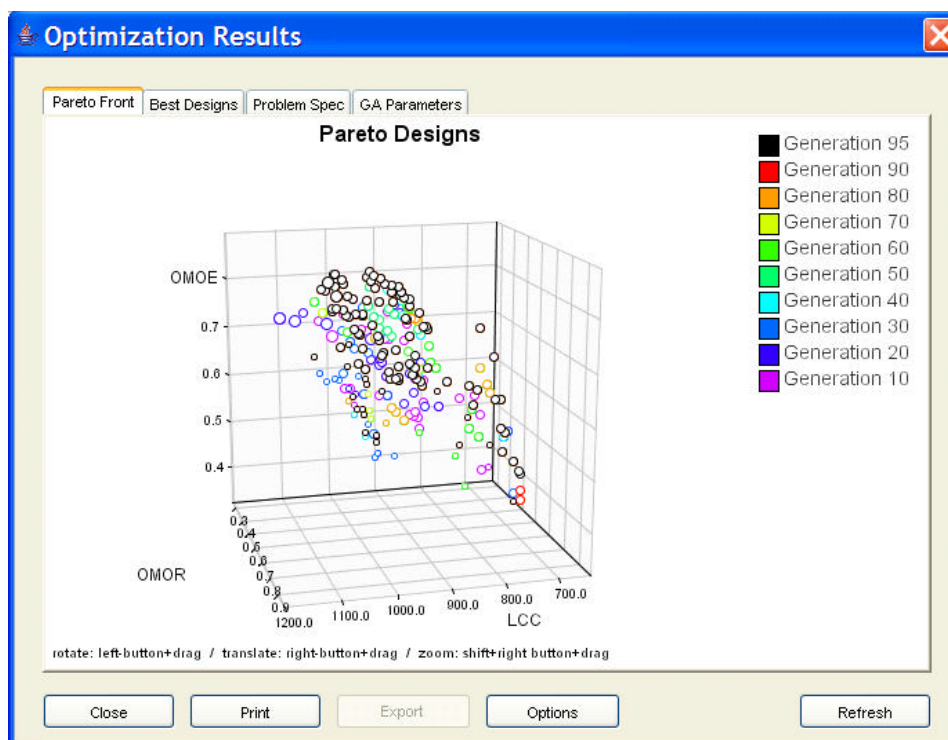 Optimization Results
Pareto Front Best Designs Problem Spec GA Parameters
Pareto Designs
Generation 95
Generation 90
Generation 80
Generation 70
Generation 60
Generation 50
Generation 40
Generation 30
Generation 20
Generation 10
OMOE
0.7
0.6
0.5
0.4
0.3
0.4
0.5
0.6
0.7
0.8
0.9
OMOR
1200.0 1100.0 1000.0 900.0 800.0 700.0
LCC
rotate: left-button+drag / translate: right-button+drag / zoom: shift+right button+drag
Close Print Export Options Refresh